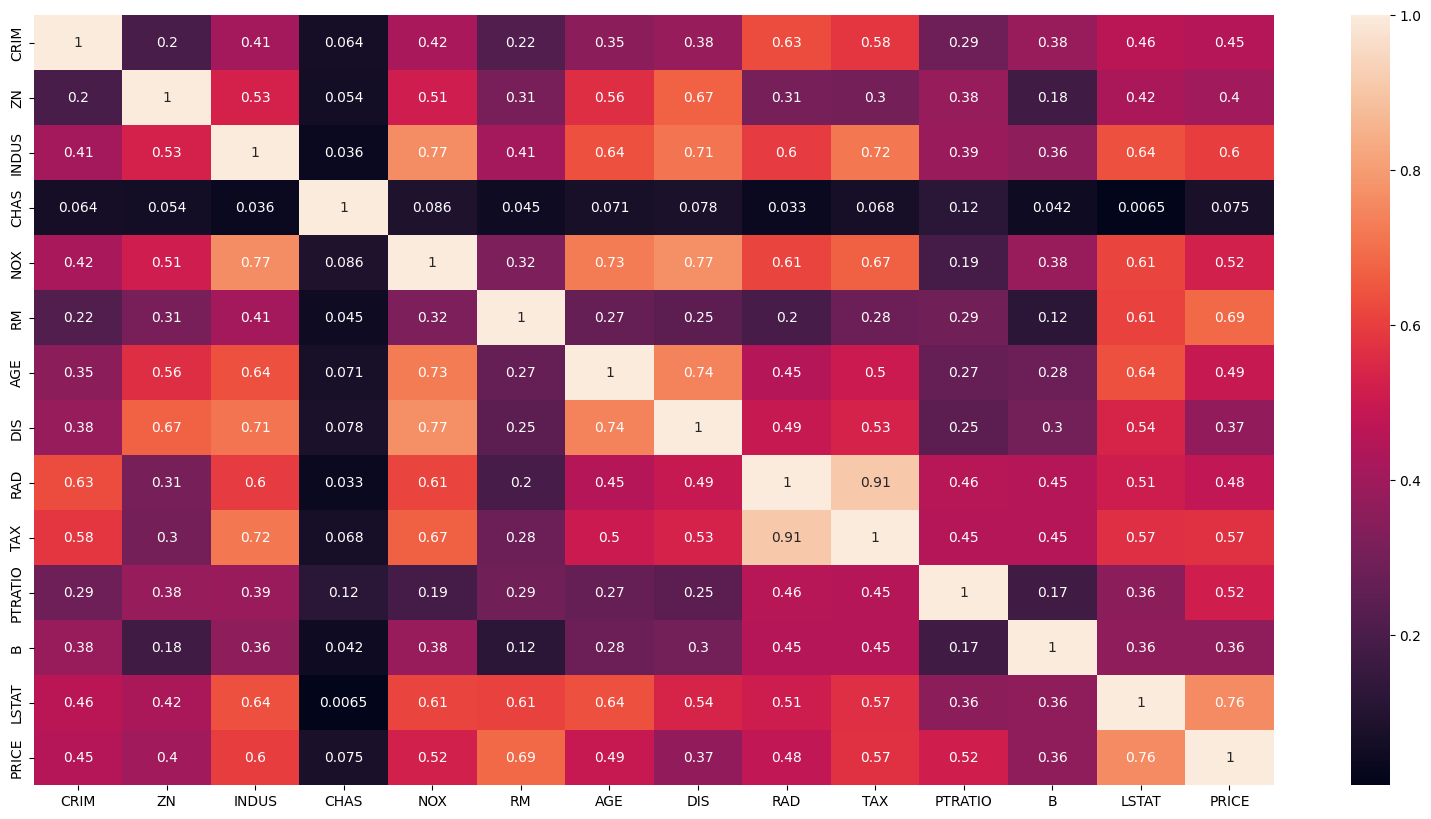 CRIM 1 0.2 0.41 0.064 0.42 0.22 0.35 0.38 0.63 0.58 0.29 0.38 0.46 0.45 1.0
ZN 0.2 1 0.53 0.054 0.51 0.31 0.56 0.67 0.31 0.3 0.38 0.18 0.42 0.4
INDUS 0.41 0.53 1 0.036 0.77 0.41 0.64 0.71 0.6 0.72 0.39 0.36 0.64 0.6 0.8
CHAS 0.064 0.054 0.036 1 0.086 0.045 0.071 0.078 0.033 0.068 0.12 0.042 0.0065 0.075
NOX 0.42 0.51 0.77 0.086 1 0.32 0.73 0.77 0.61 0.67 0.19 0.38 0.61 0.52
RM 0.22 0.31 0.41 0.045 0.32 1 0.27 0.25 0.2 0.28 0.29 0.12 0.61 0.69 0.6
AGE 0.35 0.56 0.64 0.071 0.73 0.27 1 0.74 0.45 0.5 0.27 0.28 0.64 0.49
DIS 0.38 0.67 0.71 0.078 0.77 0.25 0.74 1 0.49 0.53 0.25 0.3 0.54 0.37
RAD 0.63 0.31 0.6 0.033 0.61 0.2 0.45 0.49 1 0.91 0.46 0.45 0.51 0.48 0.4
TAX 0.58 0.3 0.72 0.068 0.67 0.28 0.5 0.53 0.91 1 0.45 0.45 0.57 0.57
PTRATIO 0.29 0.38 0.39 0.12 0.19 0.29 0.27 0.25 0.46 0.45 1 0.17 0.36 0.52
B 0.38 0.18 0.36 0.042 0.38 0.12 0.28 0.3 0.45 0.45 0.17 1 0.36 0.36 0.2
LSTAT 0.46 0.42 0.64 0.0065 0.61 0.61 0.64 0.54 0.51 0.57 0.36 0.36 1 0.76
PRICE 0.45 0.4 0.6 0.075 0.52 0.69 0.49 0.37 0.48 0.57 0.52 0.36 0.76 1
CRIM ZN INDUS CHAS NOX RM AGE DIS RAD TAX PTRATIO B LSTAT PRICE